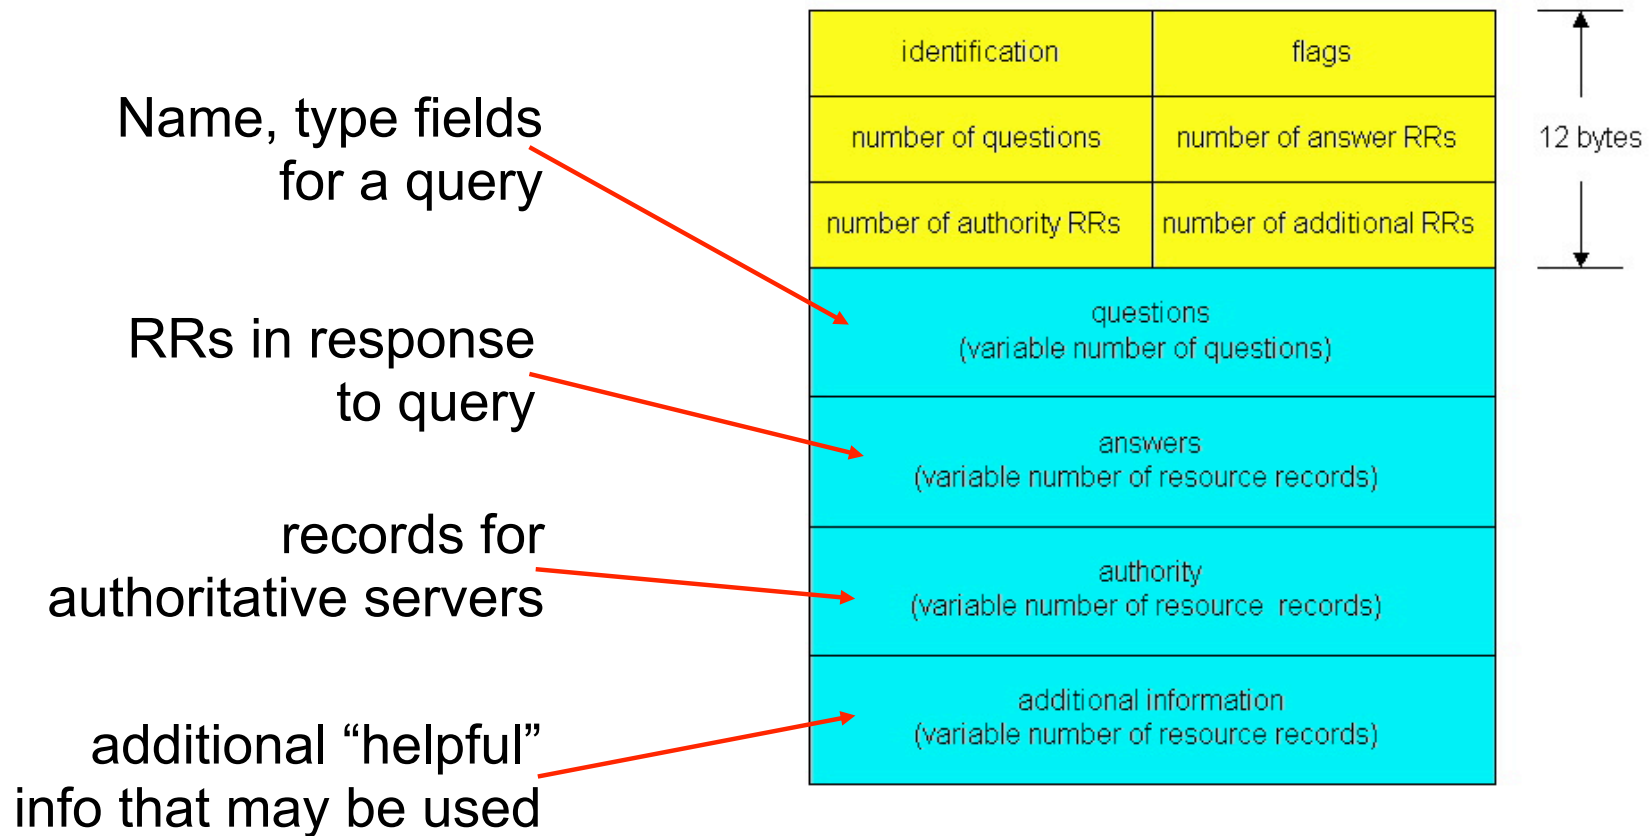 identification
flags
number of questions
number of answer RRs
number of authority RRs
number of additional RRs
12 bytes
Name, type fields
for a query
questions
(variable number of questions)
RRs in response
to query
answers
(variable number of resource records)
records for
authoritative servers
authority
(variable number of resource records)
additional “helpful”
info that may be used
additional information
(variable number of resource records)